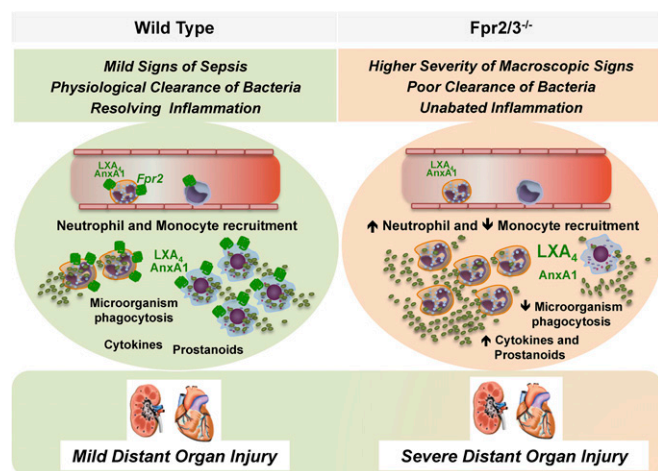 Wild Type
Mild Signs of Sepsis
Physiological Clearance of Bacteria
Resolving Inflammation
LXA₄
AnxA1
Fpr2
Neutrophil and Monocyte recruitment
LXA₄
AnxA1
Microorganism
phagocytosis
Cytokines
Prostanoids
Mild Distant Organ Injury
Fpr2/3⁻/⁻
Higher Severity of Macroscopic Signs
Poor Clearance of Bacteria
Unabated Inflammation
LXA₄
AnxA1
↑ Neutrophil and ↓ Monocyte recruitment
LXA₄
AnxA1
↓ Microorganism
phagocytosis
↑ Cytokines and
Prostanoids
Severe Distant Organ Injury